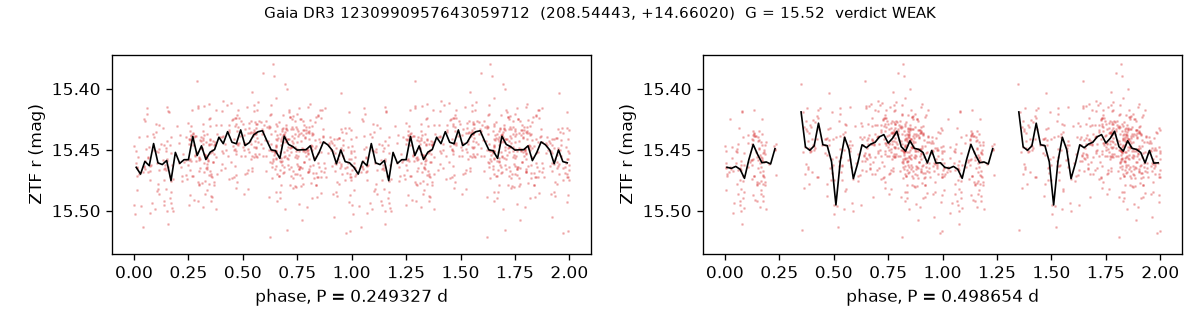 Gaia DR3 1230990957643059712  (208.54443, +14.66020)  G = 15.52  verdict WEAK
ZTF r (mag)
15.40
15.45
15.50
0.00 0.25 0.50 0.75 1.00 1.25 1.50 1.75 2.00
phase, P = 0.249327 d
ZTF r (mag)
15.40
15.45
15.50
0.00 0.25 0.50 0.75 1.00 1.25 1.50 1.75 2.00
phase, P = 0.498654 d